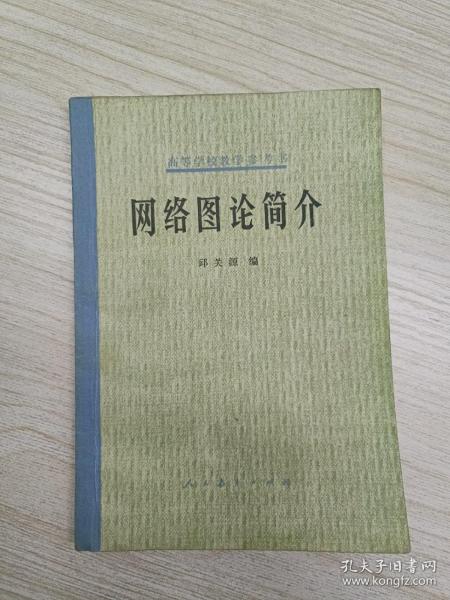 高等学校教学参考书
网络图论简介
邱关源 编
人民教育出版社
孔夫子旧书网
www.kongfz.com